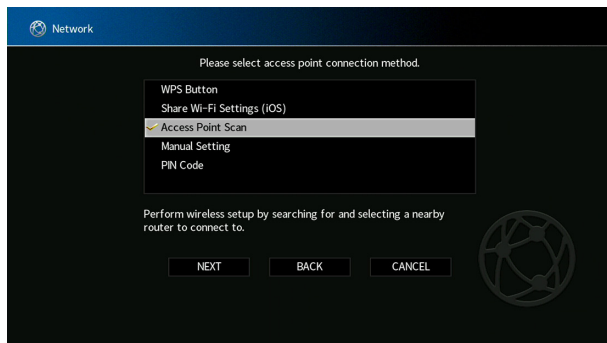 Network
Please select access point connection method.
WPS Button
Share Wi-Fi Settings (iOS)
Access Point Scan
Manual Setting
PIN Code
Perform wireless setup by searching for and selecting a nearby
router to connect to.
NEXT BACK CANCEL